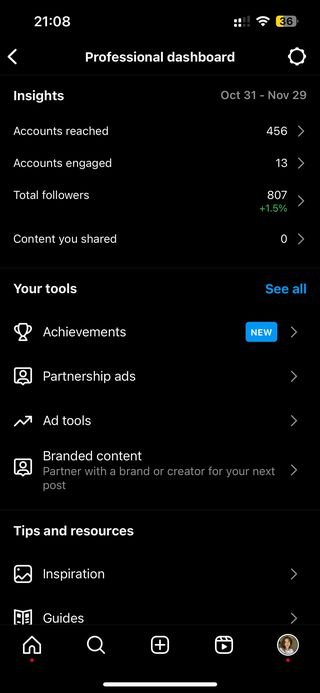 21:08
36
Professional dashboard
Insights
Oct 31 - Nov 29
Accounts reached
456
Accounts engaged
13
Total followers
807
+1.5%
Content you shared
0
Your tools
See all
Achievements
NEW
Partnership ads
Ad tools
Branded content
Partner with a brand or creator for your next
post
Tips and resources
Inspiration
Guides